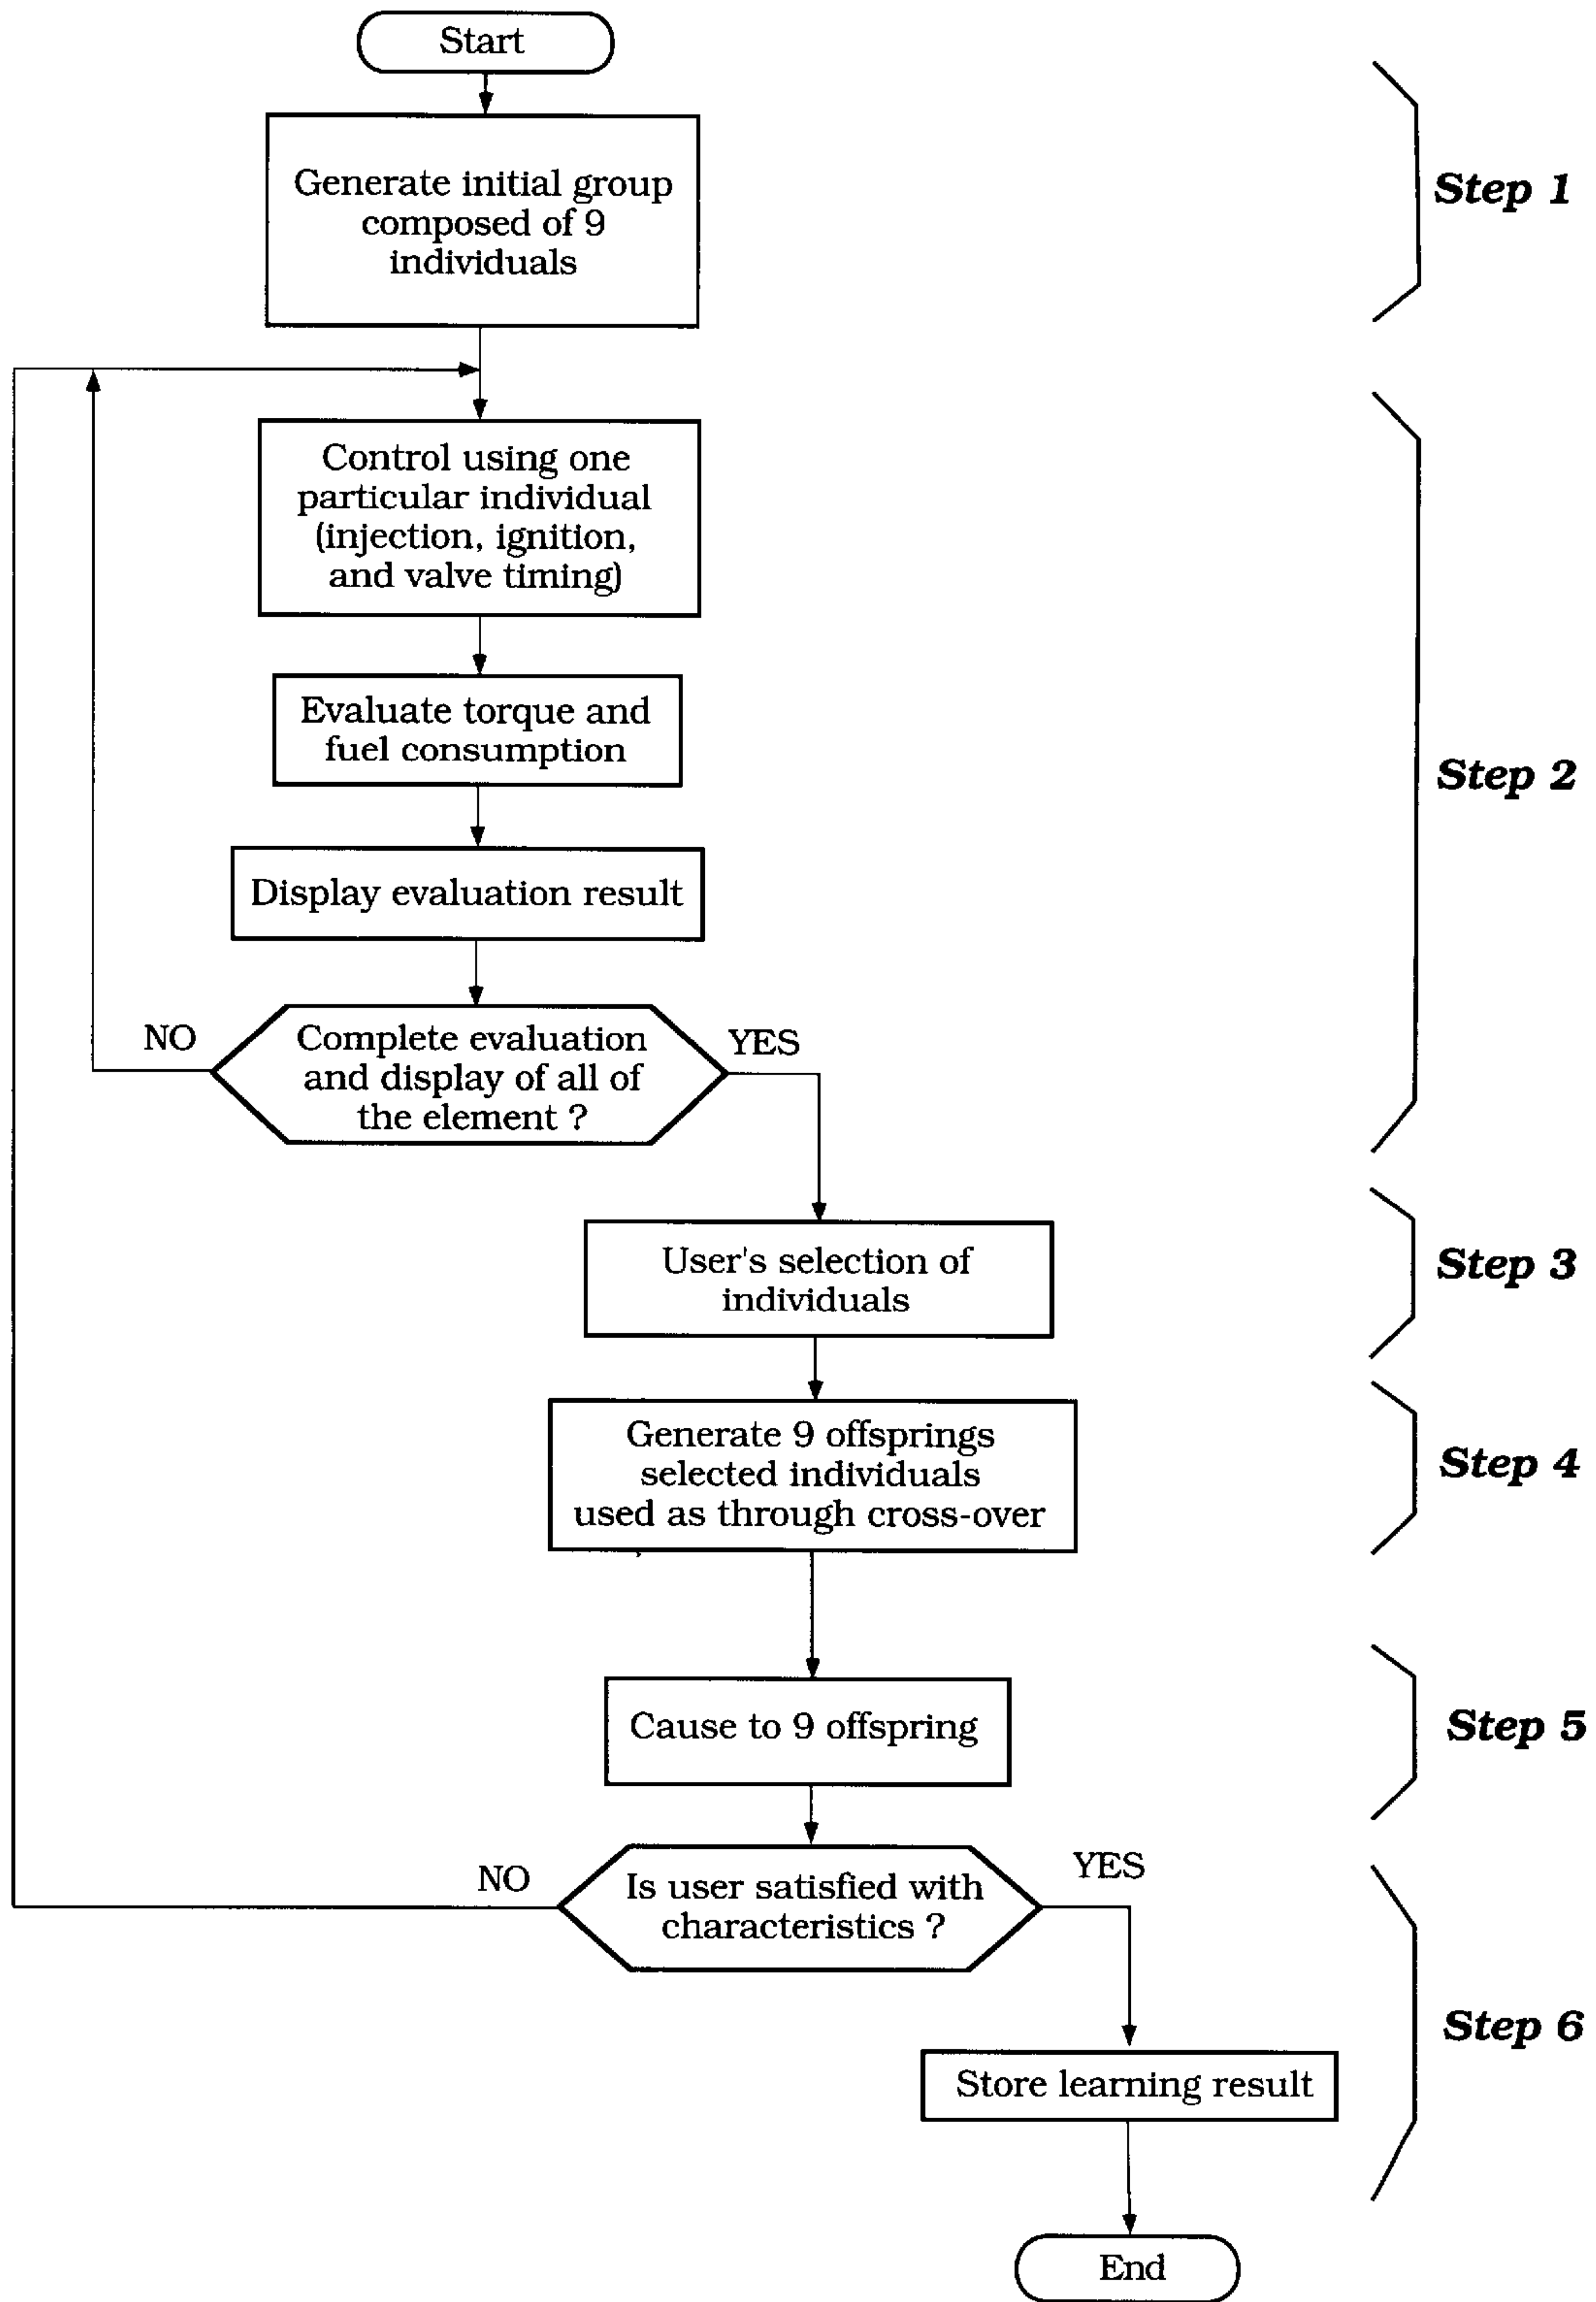 Start
Generate initial group
composed of 9
individuals
Step 1
Control using one
particular individual
(injection, ignition,
and valve timing)
Evaluate torque and
fuel consumption
Step 2
Display evaluation result
NO
Complete evaluation
and display of all of
the element ?
YES
User's selection of
individuals
Step 3
Generate 9 offsprings
selected individuals
used as through cross-over
Step 4
Cause to 9 offspring
Step 5
NO
Is user satisfied with
characteristics ?
YES
Step 6
Store learning result
End